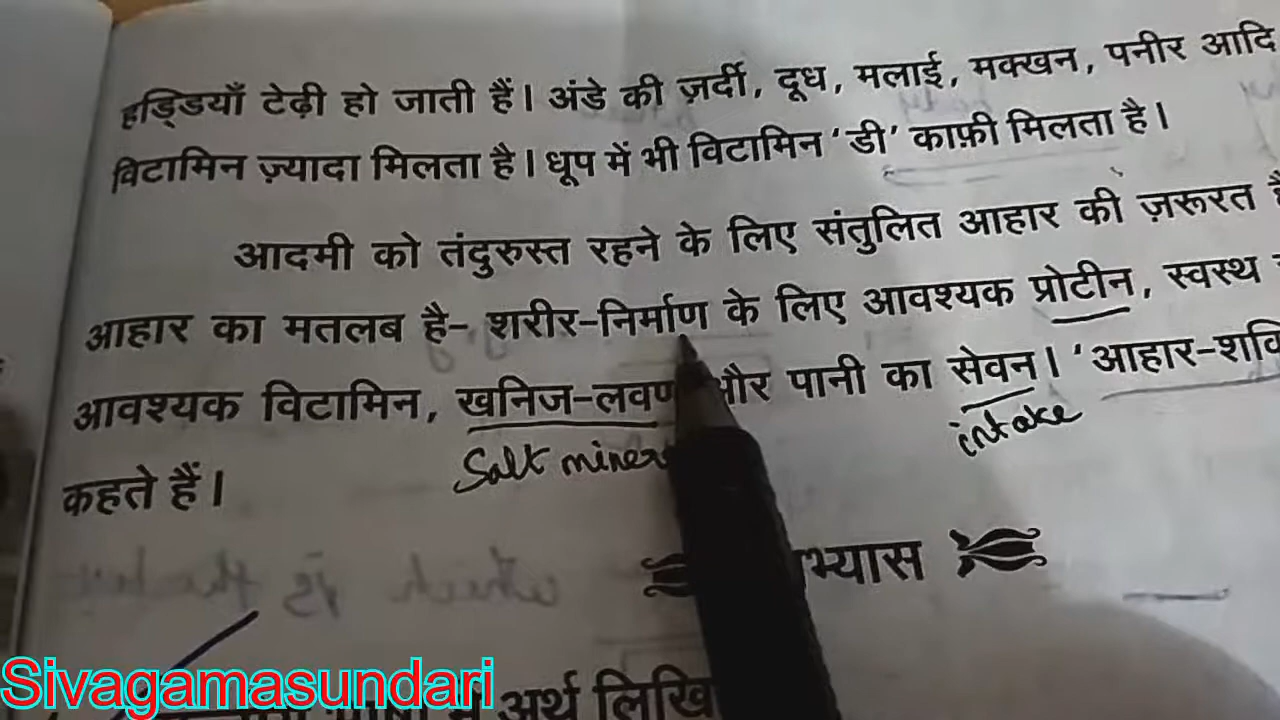 हड्डियाँ टेढ़ी हो जाती हैं। अंडे की ज़र्दी, दूध, मलाई, मक्खन, पनीर आदि
विटामिन ज़्यादा मिलता है। धूप में भी विटामिन ‘डी’ काफ़ी मिलता है।
आदमी को तंदुरुस्त रहने के लिए संतुलित आहार की ज़रूरत
आहार का मतलब है- शरीर-निर्माण के लिए आवश्यक प्रोटीन, स्वस्थ
आवश्यक विटामिन, खनिज-लवण और पानी का सेवन। ‘आहार-शक्ति
Salt miner
intake
कहते हैं।
भ्यास
में अर्थ लिखि
Sivagamasundari